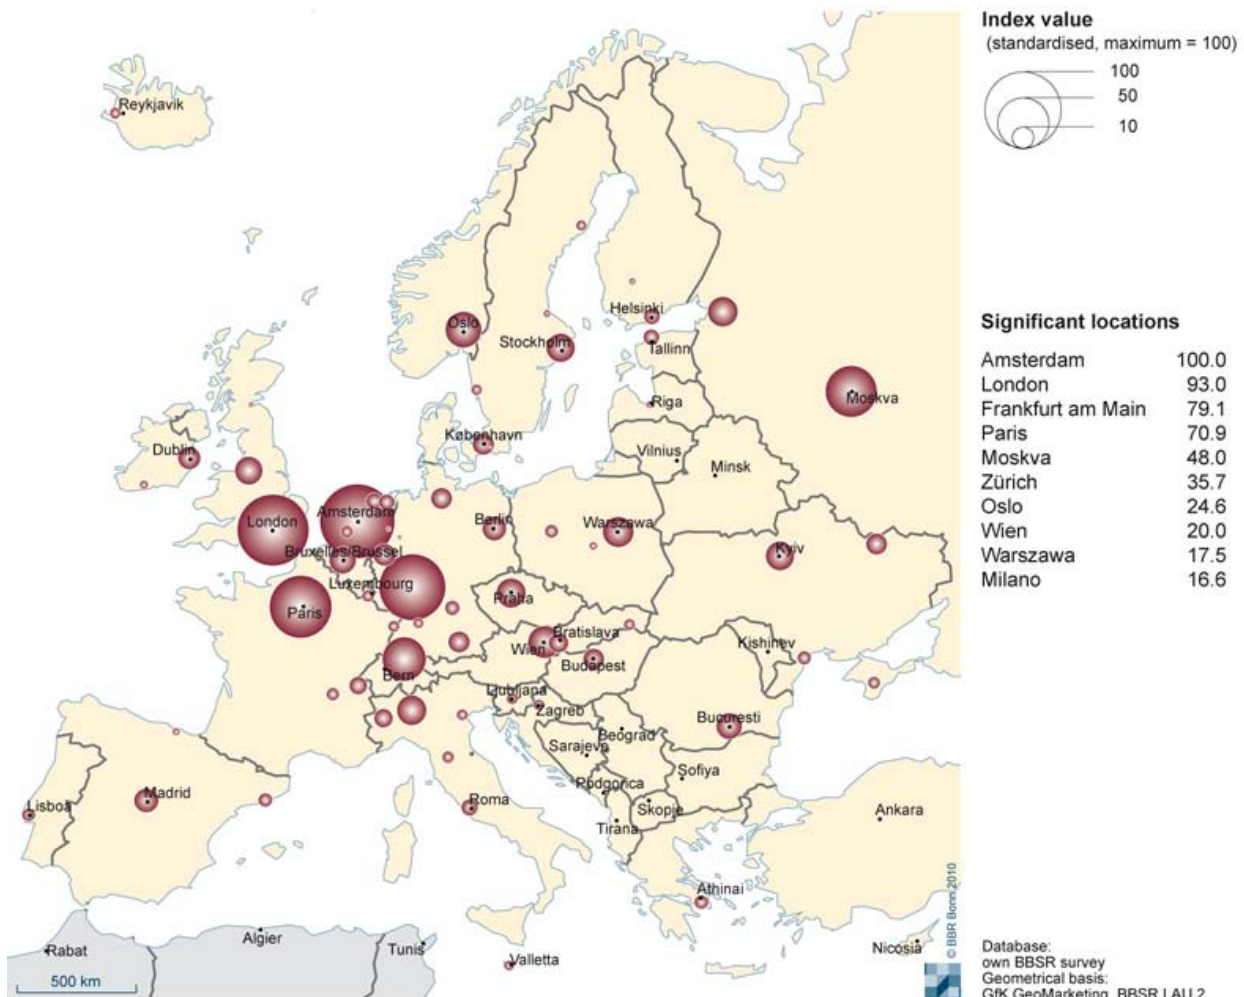 Index value
(standardised, maximum = 100)
100
50
10
Reykjavik
Oslo
Helsinki
Stockholm
Tallinn
Moskva
Riga
København
Dublin
Vilnius
Minsk
London
Amsterdam
Berlin
Warszawa
Kyiv
Bruxelles/Brussel
Luxembourg
Praha
Paris
Bratislava
Wien
Kishinev
Budapest
Bern
Ljubljana
Zagreb
Bucuresti
Beograd
Sarajevo
Sofiya
Podgorica
Madrid
Roma
Skopje
Lisboa
Ankara
Tirana
Athinai
Algier
Tunis
Nicosia
Rabat
Valletta
500 km
© BBR Bonn 2010
Significant locations
Amsterdam 100.0
London 93.0
Frankfurt am Main 79.1
Paris 70.9
Moskva 48.0
Zürich 35.7
Oslo 24.6
Wien 20.0
Warszawa 17.5
Milano 16.6
Database:
own BBSR survey
Geometrical basis:
GfK GeoMarketing, BBSR LAU 2